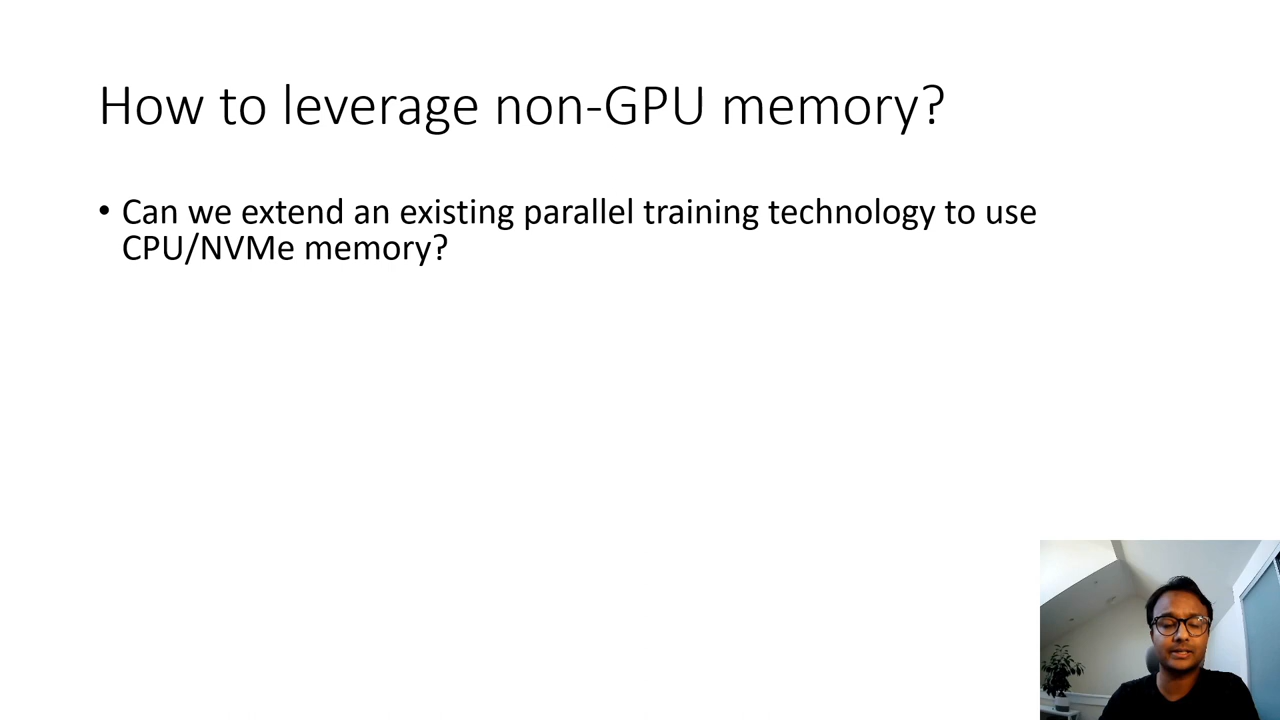 How to leverage non-GPU memory?
• Can we extend an existing parallel training technology to use
CPU/NVMe memory?